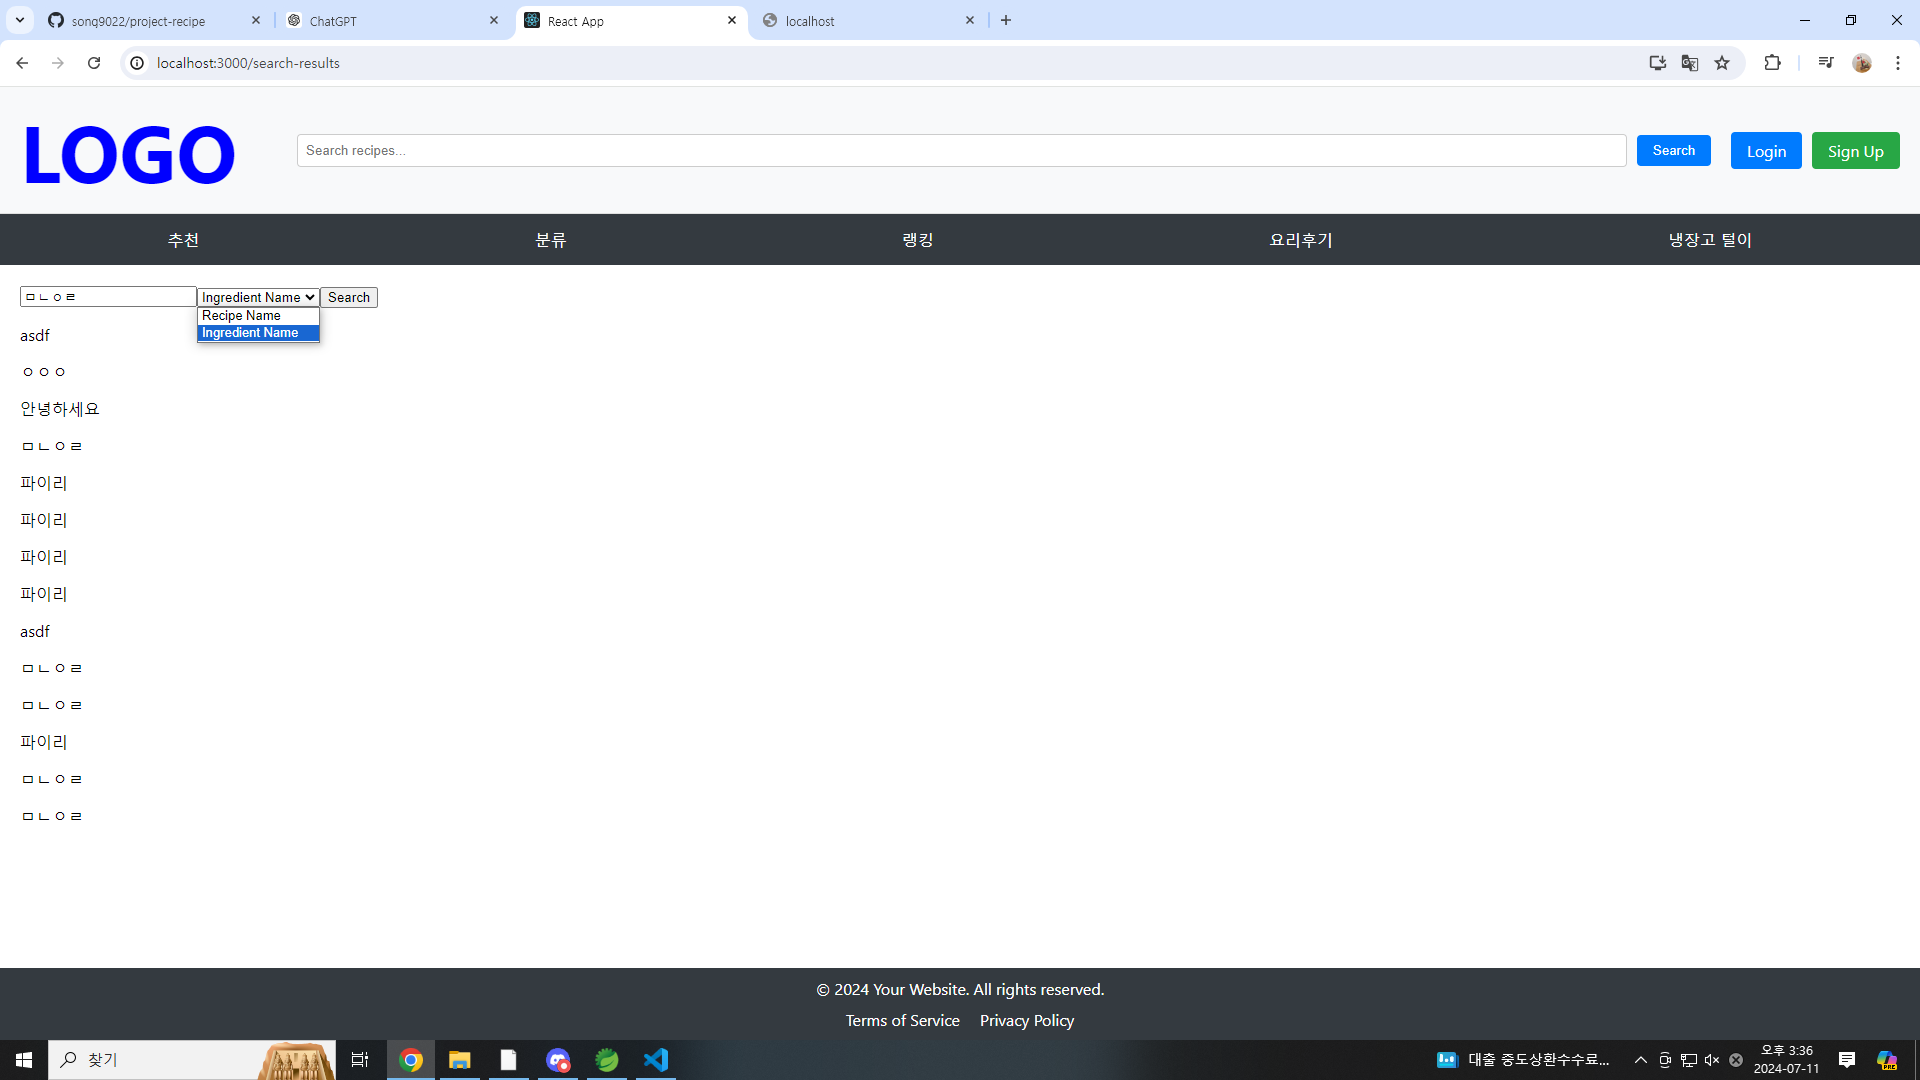 sonq9022/project-recipe
ChatGPT
React App
localhost
localhost:3000/search-results
LOGO
Search recipes...
Search
Login
Sign Up
추천
분류
랭킹
요리후기
냉장고 털이
ㅁㄴㅇㄹ
Ingredient Name
Search
Recipe Name
Ingredient Name
asdf
ㅇㅇㅇ
안녕하세요
ㅁㄴㅇㄹ
파이리
파이리
파이리
파이리
asdf
ㅁㄴㅇㄹ
ㅁㄴㅇㄹ
파이리
ㅁㄴㅇㄹ
ㅁㄴㅇㄹ
© 2024 Your Website. All rights reserved.
Terms of Service
Privacy Policy
찾기
대출 중도상환수수료...
오후 3:36
2024-07-11
PRE